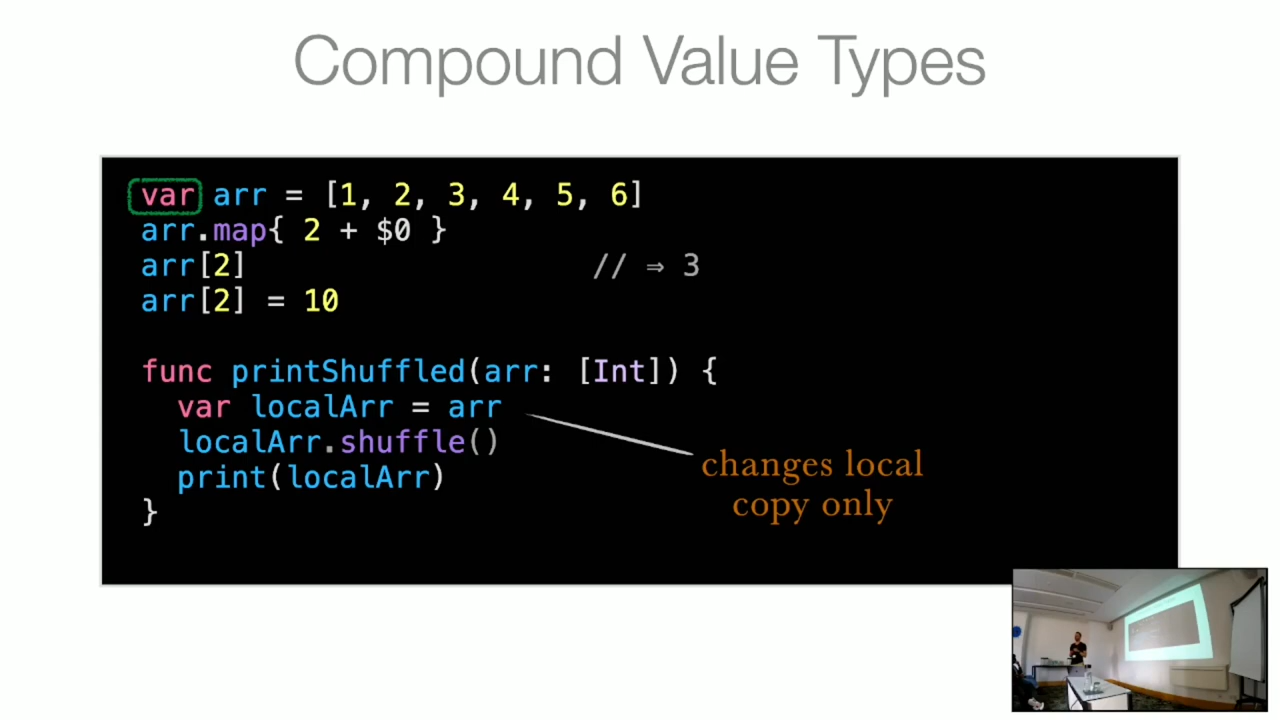 Compound Value Types
var arr = [1, 2, 3, 4, 5, 6]
arr.map{ 2 + $0 }
arr[2] // ⇒ 3
arr[2] = 10
func printShuffled(arr: [Int]) {
var localArr = arr
localArr.shuffle()
print(localArr)
}
changes local
copy only